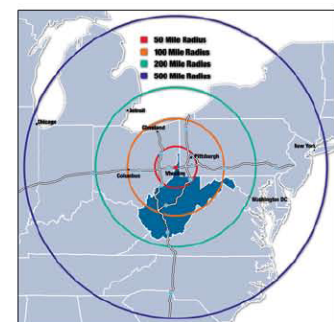 50 Mile Radius
100 Mile Radius
200 Mile Radius
500 Mile Radius
Detroit
Chicago
Cleveland
New York
Pittsburgh
Columbus
Wheeling
Washington DC